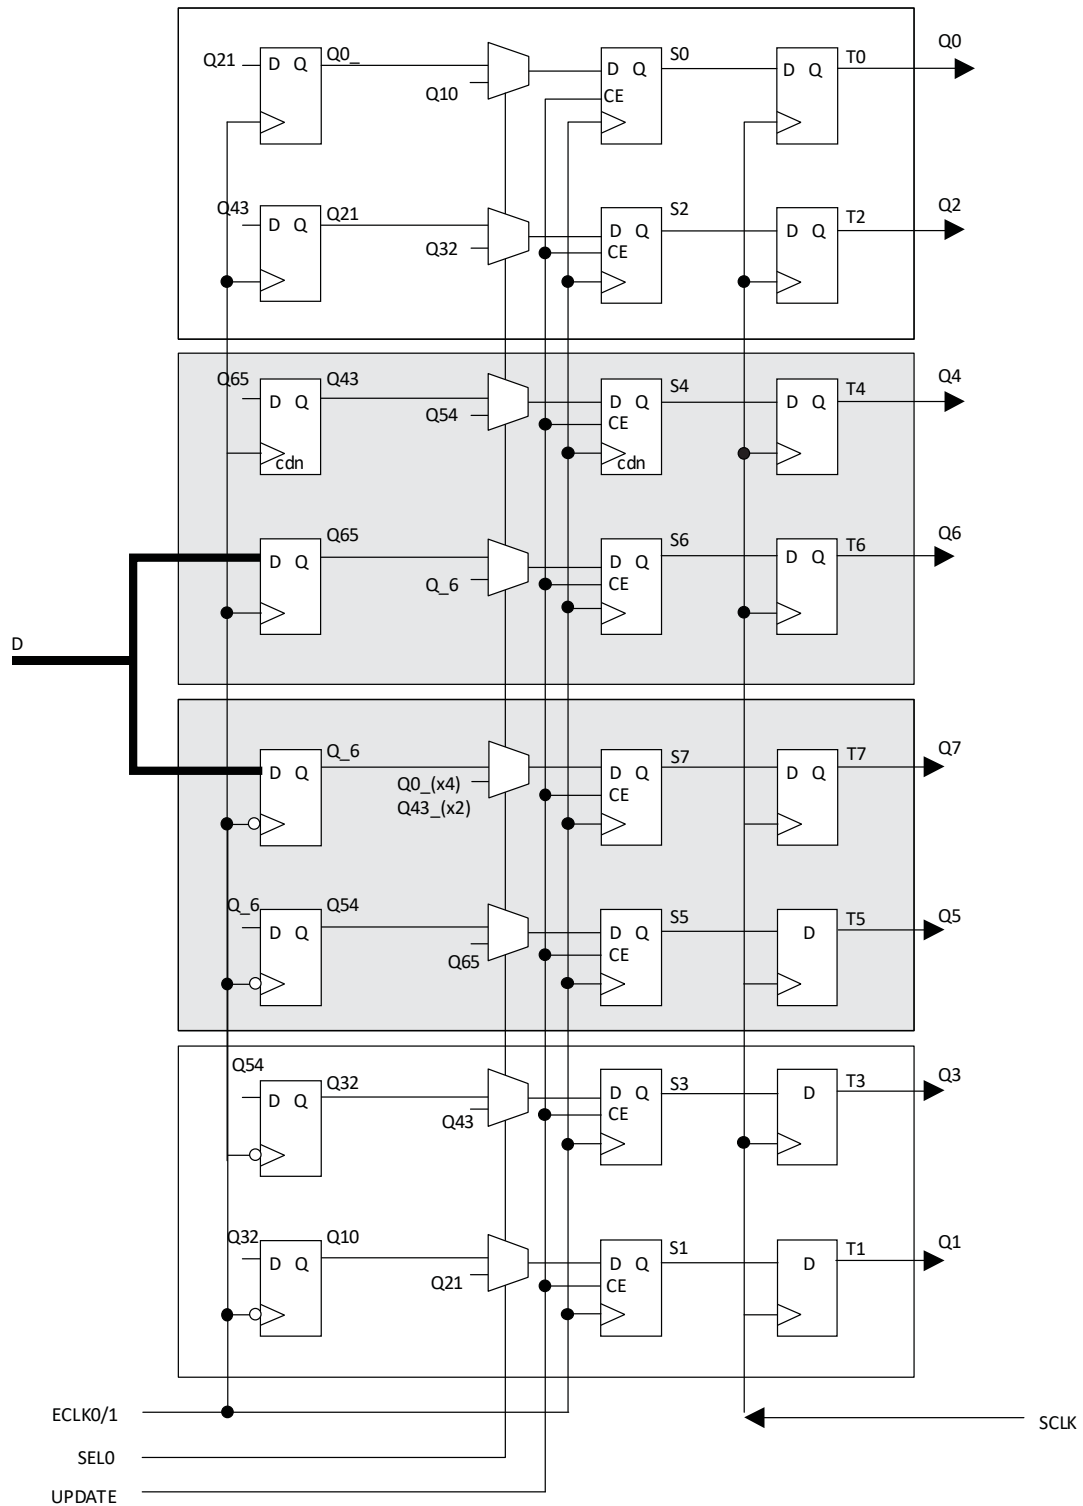 Q0
Q21 D Q Q0_ D Q S0 D Q T0
Q10 CE
Q2
Q43 D Q Q21 D Q S2 D Q T2
Q32 CE
Q4
Q65 D Q Q43 D Q S4 D Q T4
Q54 CE
cdn cdn
Q6
D Q Q65 D Q S6 D Q T6
Q_6 CE
D
Q7
D Q Q_6 D Q S7 D Q T7
Q0_(x4) CE
Q43_(x2)
Q5
Q_6 D Q Q54 D Q S5 D T5
Q65 CE
Q3
Q54 D Q Q32 D Q S3 D T3
Q43 CE
Q1
Q32 D Q Q10 D Q S1 D T1
Q21 CE
ECLK0/1
SCLK
SEL0
UPDATE